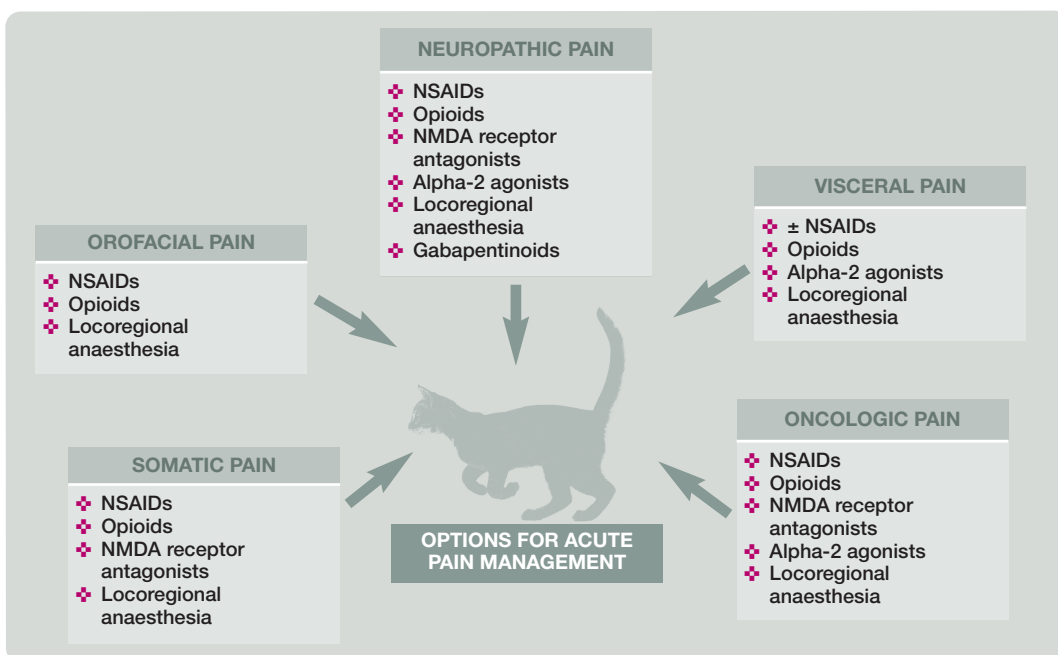 NEUROPATHIC PAIN
NSAIDs
Opioids
NMDA receptor
antagonists
Alpha-2 agonists
Locoregional
anaesthesia
Gabapentinoids
VISCERAL PAIN
± NSAIDs
Opioids
Alpha-2 agonists
Locoregional
anaesthesia
OROFACIAL PAIN
NSAIDs
Opioids
Locoregional
anaesthesia
ONCOLOGIC PAIN
NSAIDs
Opioids
NMDA receptor
antagonists
Alpha-2 agonists
Locoregional
anaesthesia
SOMATIC PAIN
NSAIDs
Opioids
NMDA receptor
antagonists
Locoregional
anaesthesia
OPTIONS FOR ACUTE
PAIN MANAGEMENT